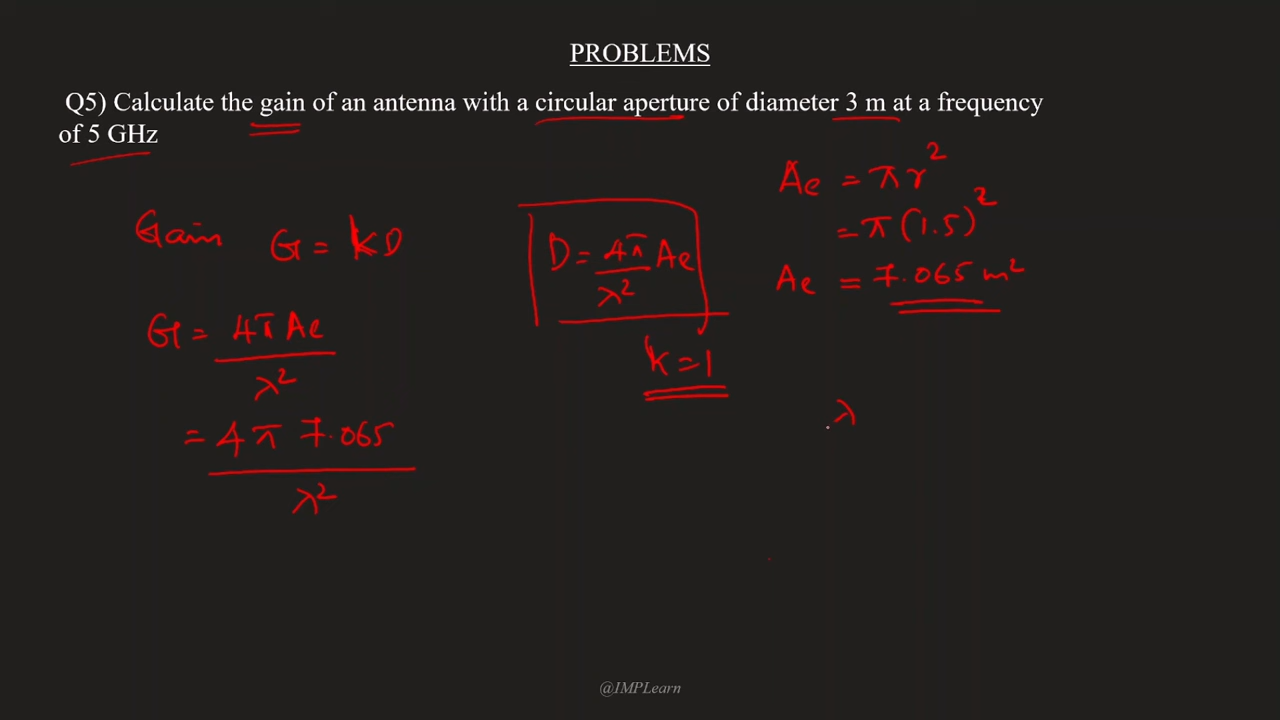 PROBLEMS
Q5) Calculate the gain of an antenna with a circular aperture of diameter 3 m at a frequency
of 5 GHz
Gain G = KD
G = 4π Ae
λ²
= 4 π 7.065
λ²
D = 4π Ae
λ²
k = 1
Ae = π r²
= π (1.5)²
Ae = 7.065 m²
λ
@IMPLearn